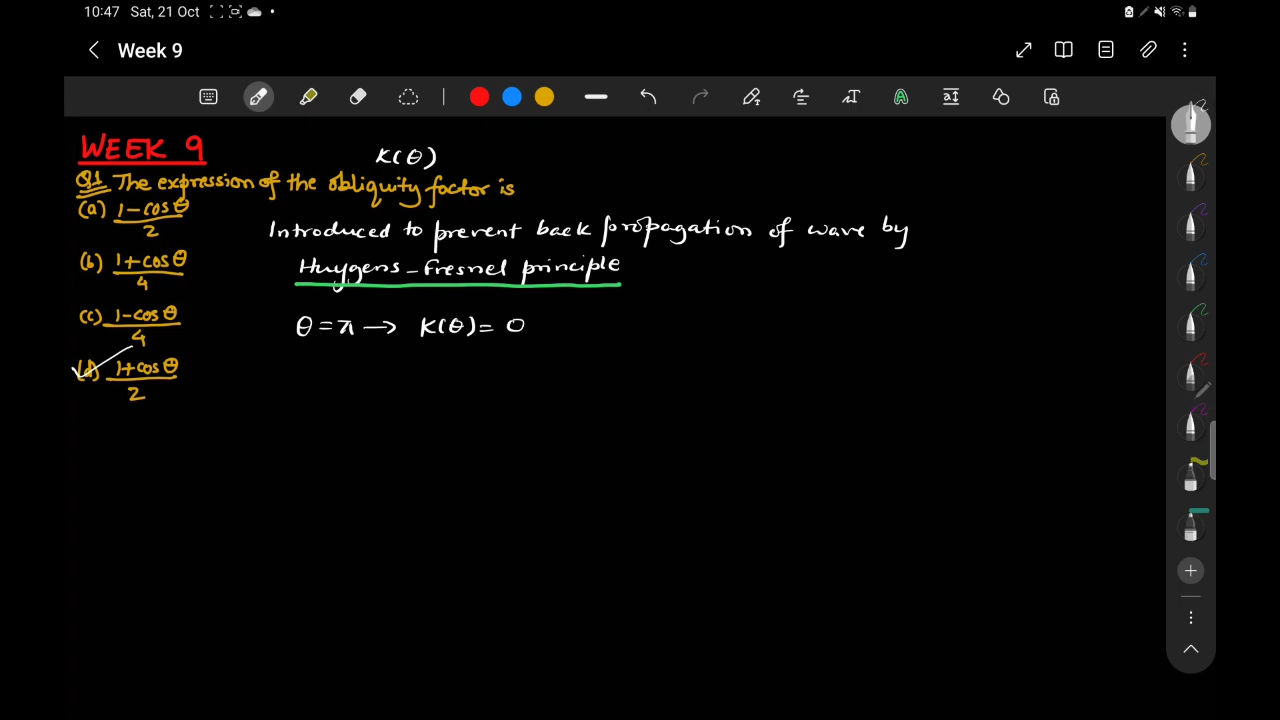 10:47 Sat, 21 Oct
Week 9
WEEK 9
K(θ)
Q1 The expression of the obliquity factor is
(a) 1-cosθ/2
Introduced to prevent back propagation of wave by
(b) 1+cosθ/4
Huygens-Fresnel principle
(c) 1-cosθ/4
θ=π → K(θ)= 0
(d) 1+cosθ/2